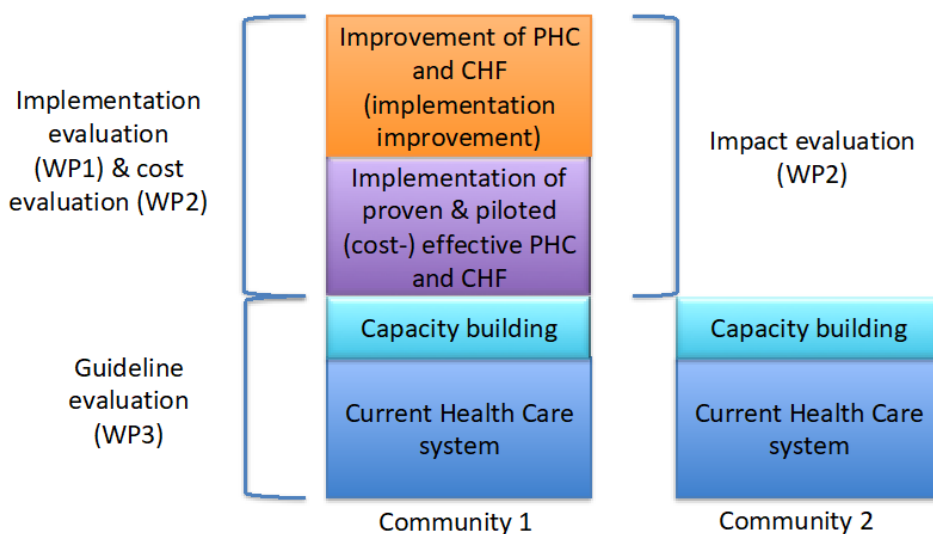 Implementation
evaluation
(WP1) & cost
evaluation (WP2)
Guideline
evaluation
(WP3)
Improvement of PHC
and CHF
(implementation
improvement)
Implementation of
proven & piloted
(cost-) effective PHC
and CHF
Capacity building
Current Health Care
system
Community 1
Impact evaluation
(WP2)
Capacity building
Current Health Care
system
Community 2